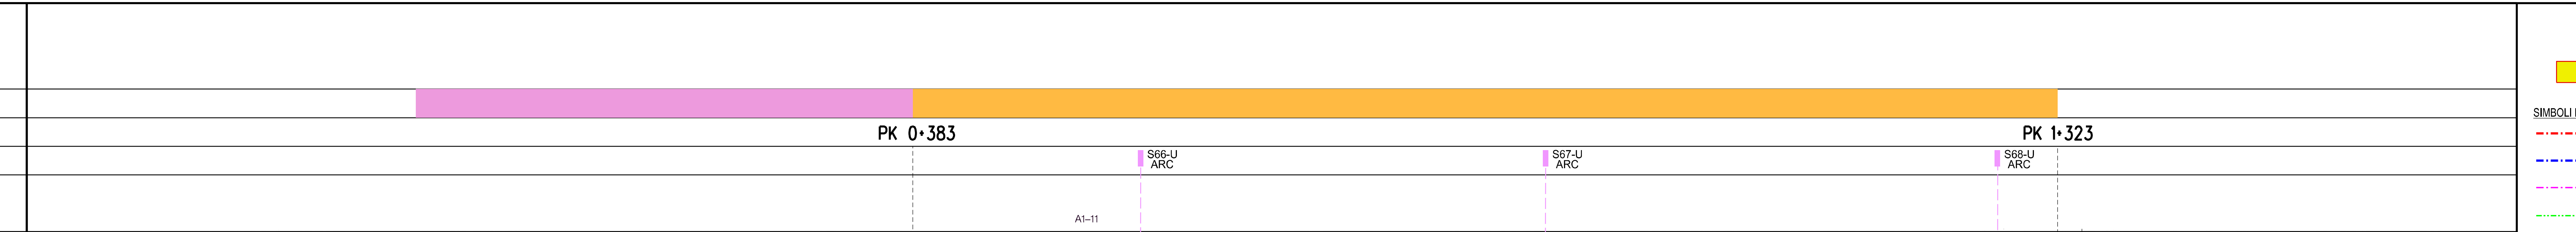 SIMBOLI
PK 0+383
PK 1+323
S66-U
ARC
S67-U
ARC
S68-U
ARC
A1-11